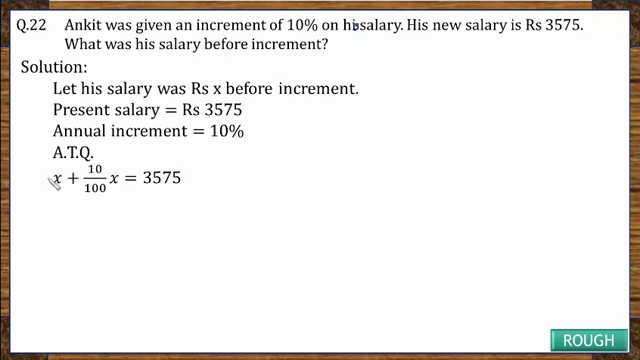 Q.22 Ankit was given an increment of 10% on his salary. His new salary is Rs 3575.
What was his salary before increment?
Solution:
Let his salary was Rs x before increment.
Present salary = Rs 3575
Annual increment = 10%
A.T.Q.
x + 10/100 x = 3575
ROUGH